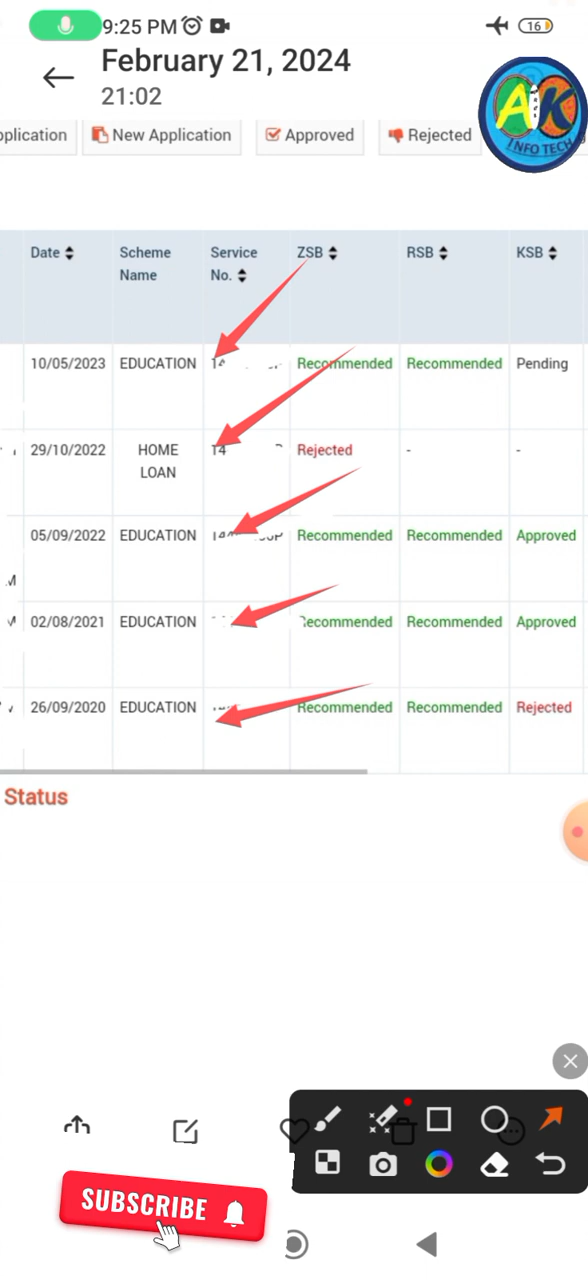 9:25 PM
16
February 21, 2024
21:02
pplication New Application Approved Rejected
AiK
INFO TECH
Date Scheme Name Service No. ZSB RSB KSB
10/05/2023 EDUCATION Recommended Recommended Pending
29/10/2022 HOME LOAN 14 Rejected - -
05/09/2022 EDUCATION Recommended Recommended Approved
M
02/08/2021 EDUCATION Recommended Recommended Approved
26/09/2020 EDUCATION Recommended Recommended Rejected
Status
SUBSCRIBE